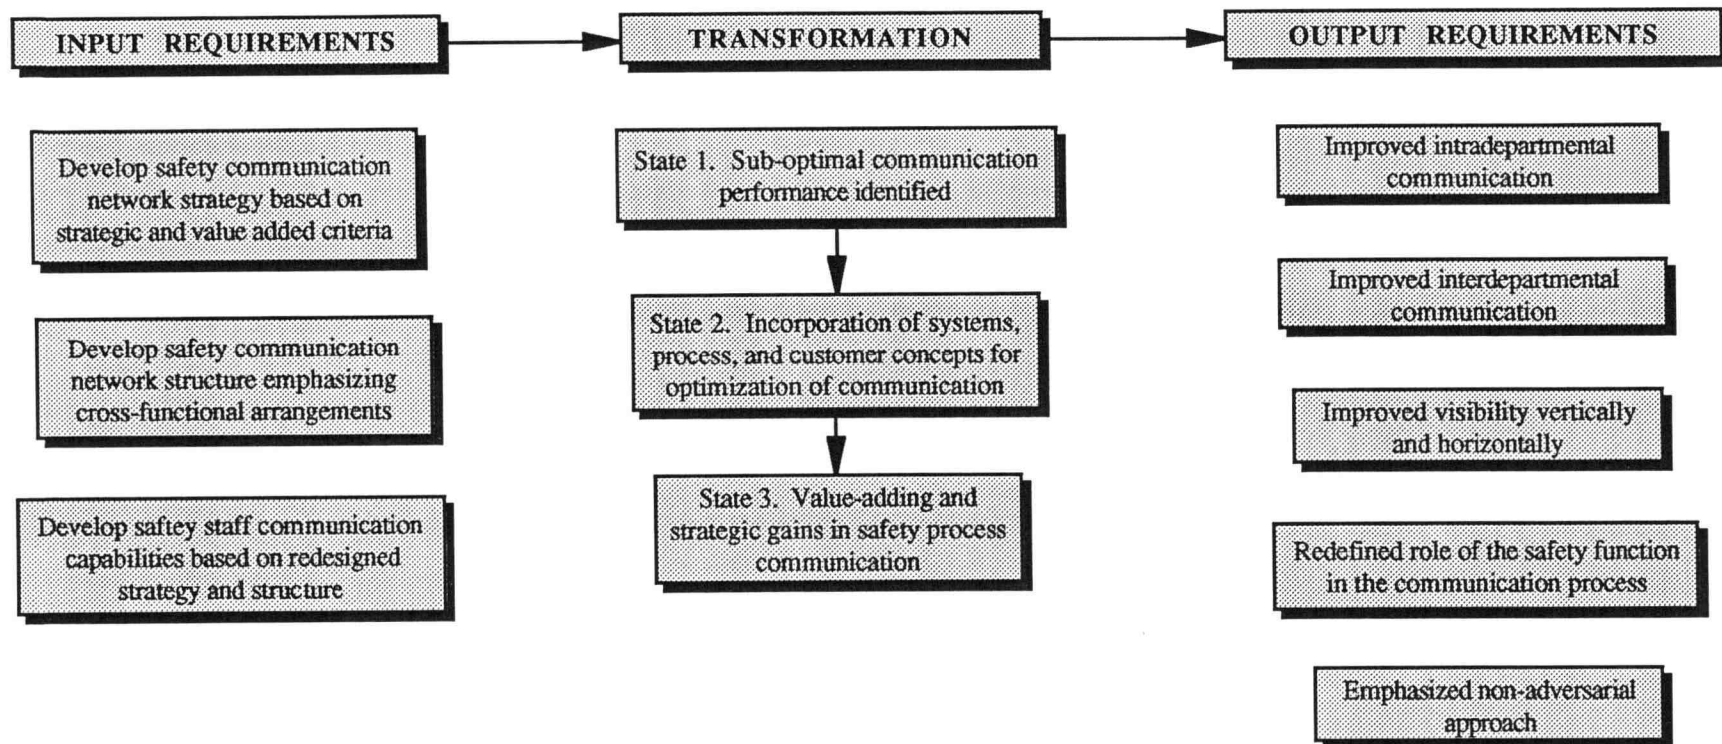 INPUT REQUIREMENTS
TRANSFORMATION
OUTPUT REQUIREMENTS
Develop safety communication
network strategy based on
strategic and value added criteria
Develop safety communication
network structure emphasizing
cross-functional arrangements
Develop saftey staff communication
capabilities based on redesigned
strategy and structure
State 1. Sub-optimal communication
performance identified
State 2. Incorporation of systems,
process, and customer concepts for
optimization of communication
State 3. Value-adding and
strategic gains in safety process
communication
Improved intradepartmental
communication
Improved interdepartmental
communication
Improved visibility vertically
and horizontally
Redefined role of the safety function
in the communication process
Emphasized non-adversarial
approach